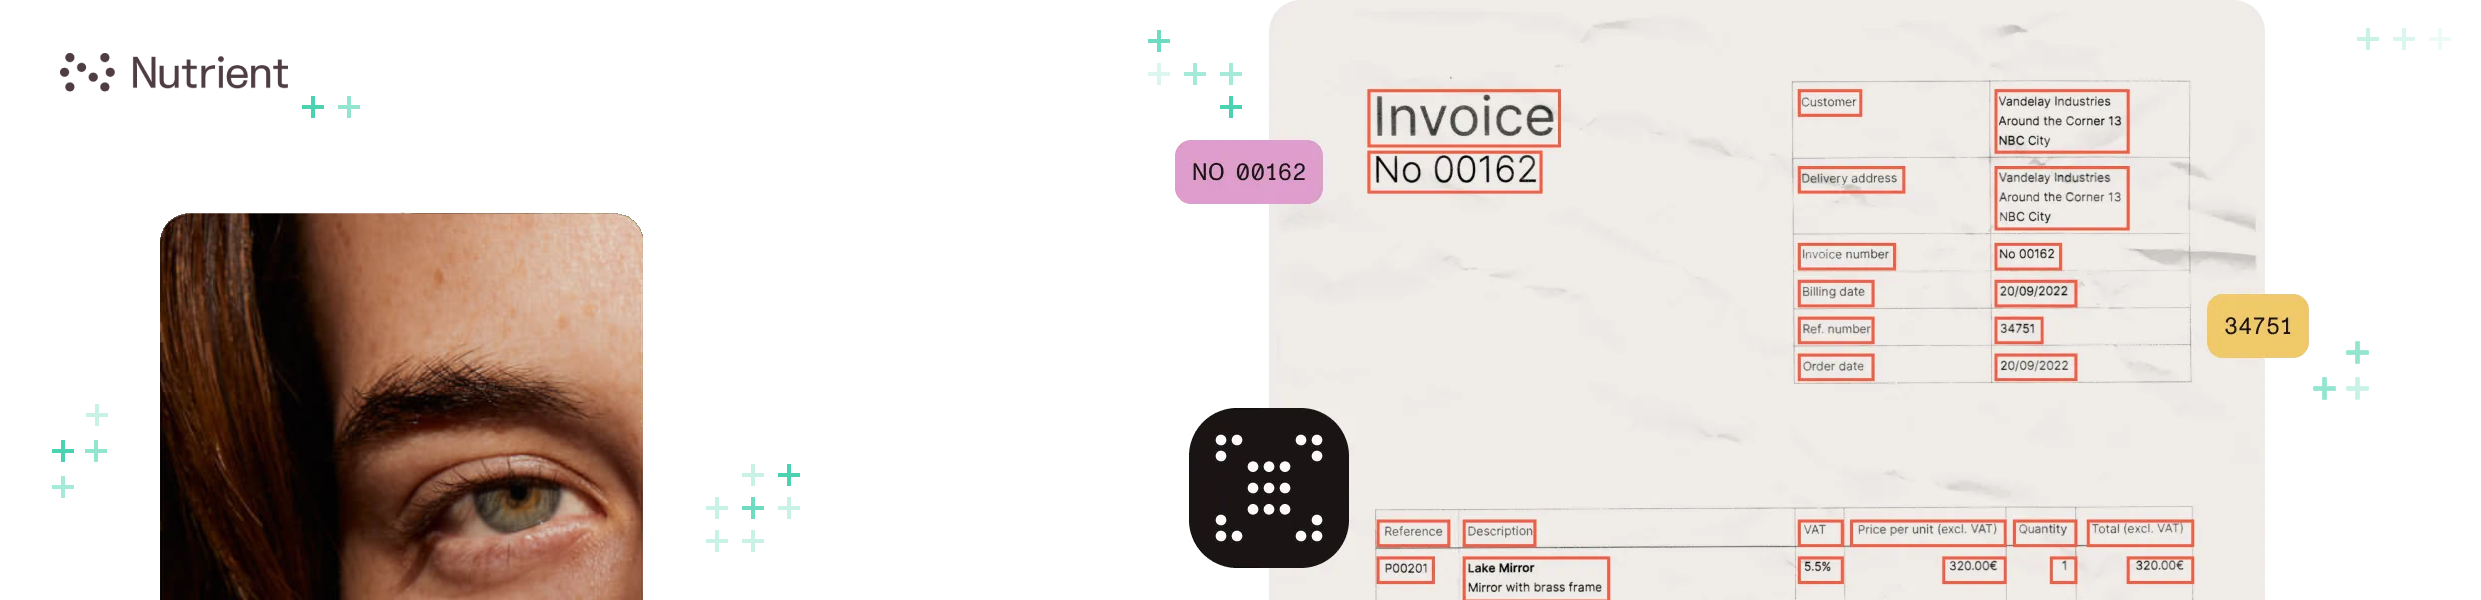 Nutrient
NO 00162
Invoice
No 00162
Customer
Vandelay Industries
Around the Corner 13
NBC City
Delivery address
Vandelay Industries
Around the Corner 13
NBC City
Invoice number
No 00162
Billing date
20/09/2022
Ref. number
34751
Order date
20/09/2022
34751
Reference Description VAT Price per unit (excl. VAT) Quantity Total (excl. VAT)
P00201 Lake Mirror 5.5% 320.00€ 1 320.00€
Mirror with brass frame